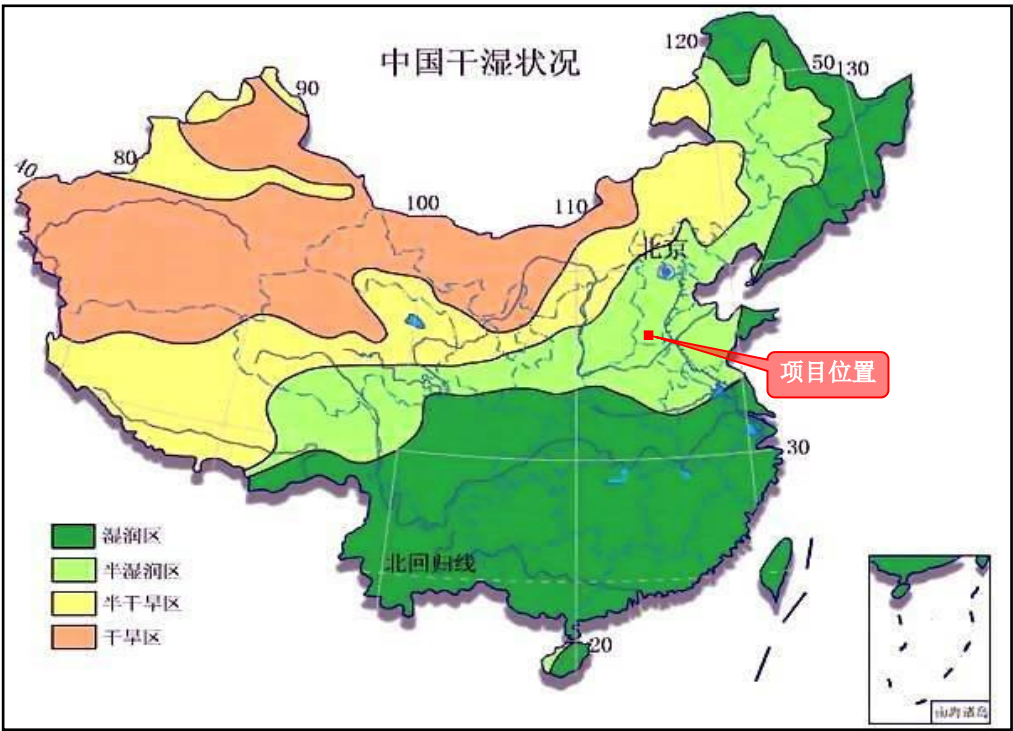 中国干湿状况
120
50
130
90
80
40
100
110
北京
项目位置
30
湿润区
半湿润区
半干旱区
干旱区
北回归线
20
南海诸岛